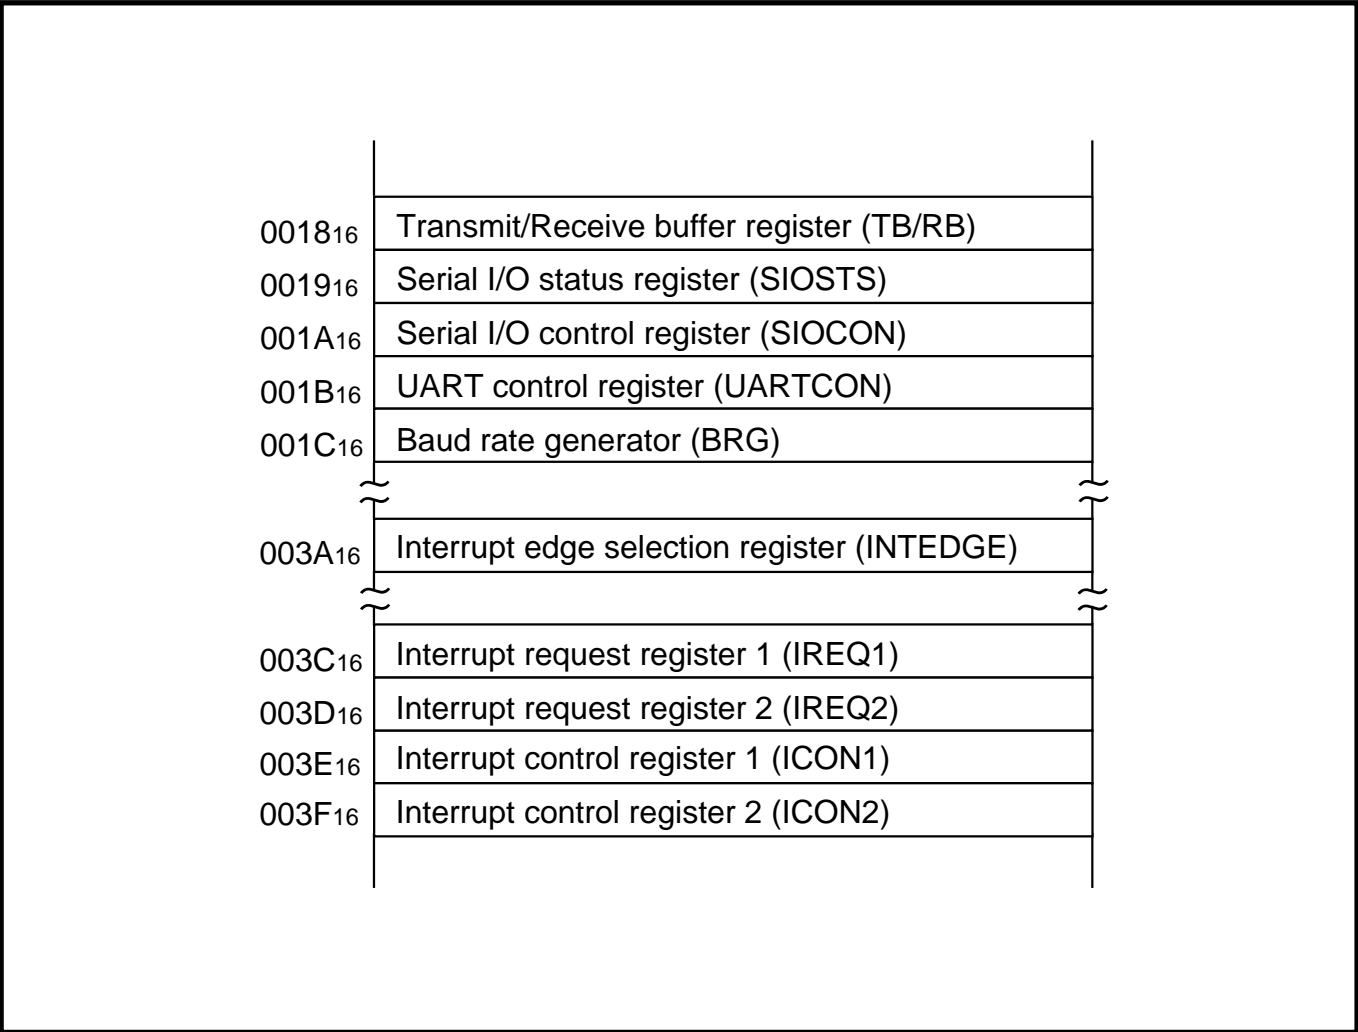 0018₁₆ Transmit/Receive buffer register (TB/RB)
0019₁₆ Serial I/O status register (SIOSTS)
001A₁₆ Serial I/O control register (SIOCON)
001B₁₆ UART control register (UARTCON)
001C₁₆ Baud rate generator (BRG)
003A₁₆ Interrupt edge selection register (INTEDGE)
003C₁₆ Interrupt request register 1 (IREQ1)
003D₁₆ Interrupt request register 2 (IREQ2)
003E₁₆ Interrupt control register 1 (ICON1)
003F₁₆ Interrupt control register 2 (ICON2)